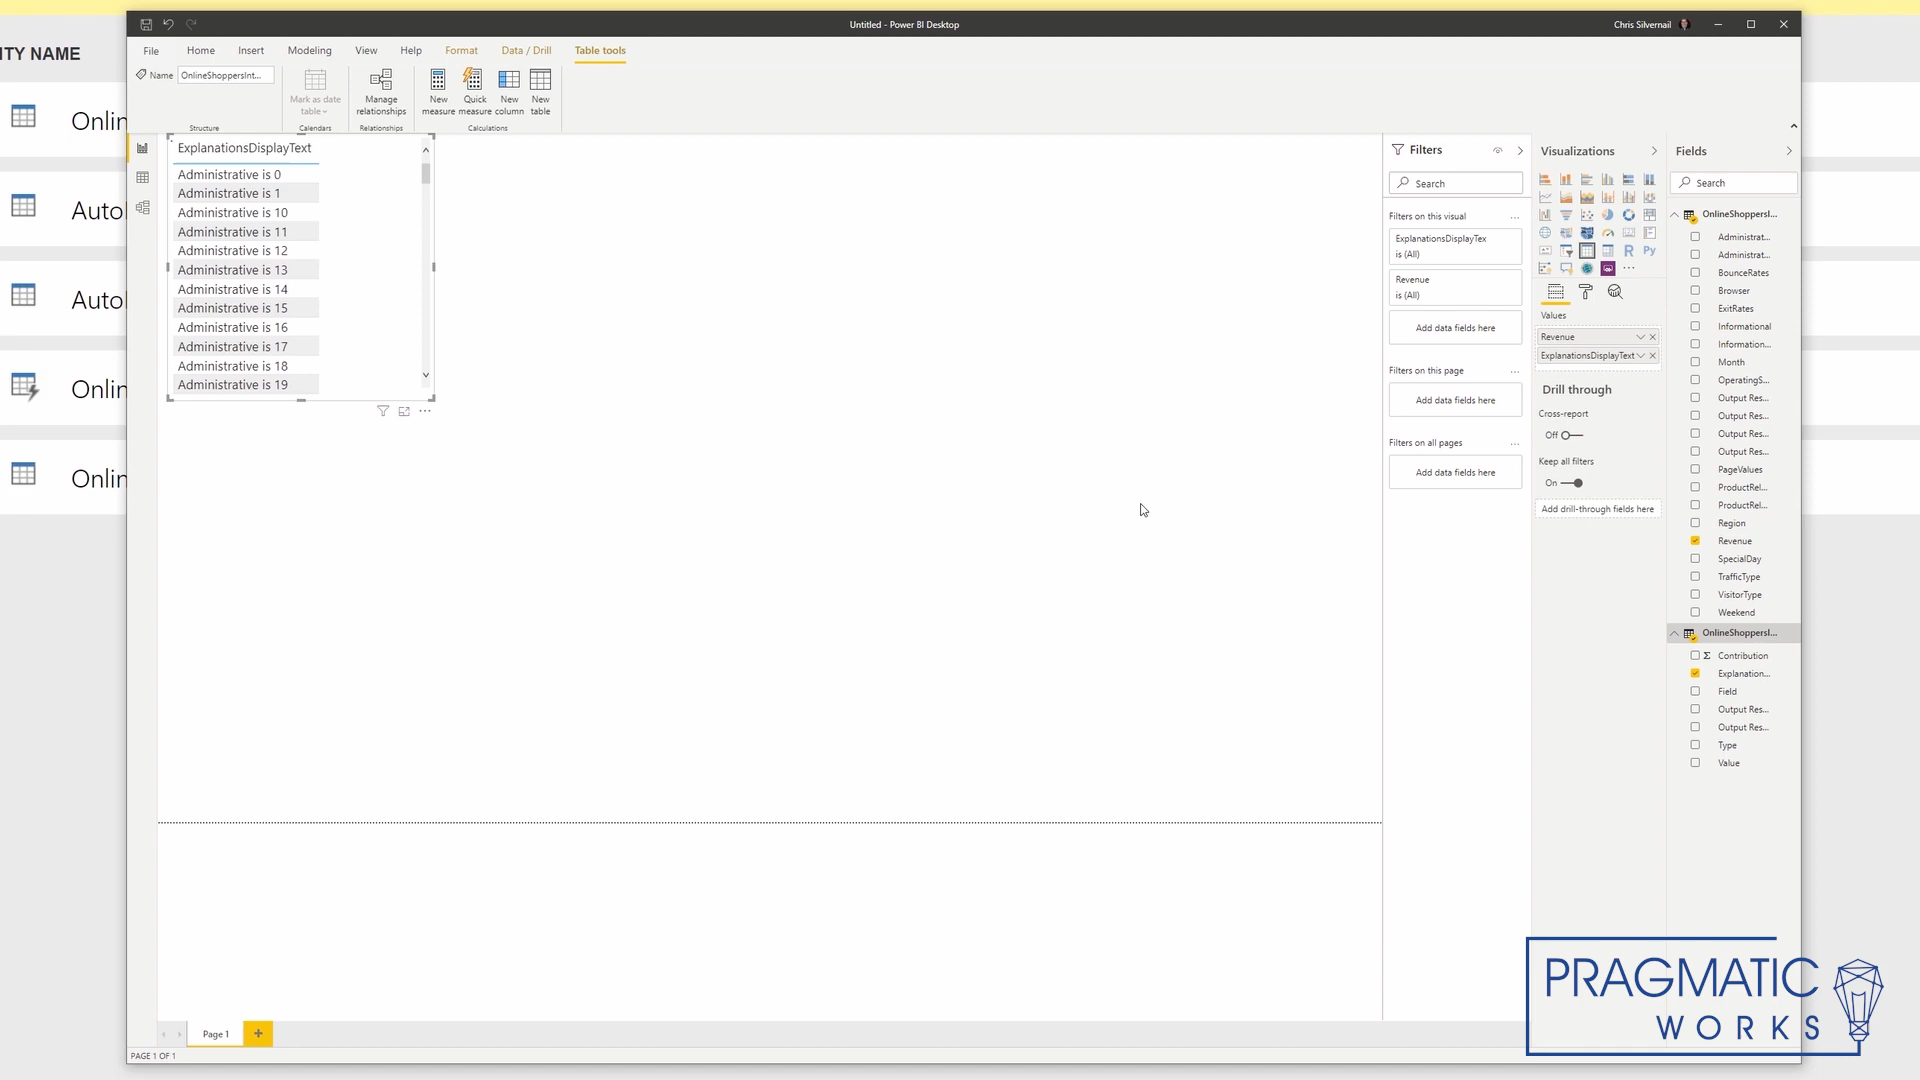 Untitled - Power BI Desktop
Chris Silvernail
ITY NAME
Onlin
Auto
Auto
Onlin
Onlin
File Home Insert Modeling View Help Format Data / Drill Table tools
Name OnlineShoppersInt...
Mark as date table
Manage relationships
New measure
Quick measure
New column
New table
Structure Calendars Relationships Calculations
ExplanationsDisplayText
Administrative is 0
Administrative is 1
Administrative is 10
Administrative is 11
Administrative is 12
Administrative is 13
Administrative is 14
Administrative is 15
Administrative is 16
Administrative is 17
Administrative is 18
Administrative is 19
Filters
Search
Filters on this visual ...
ExplanationsDisplayTex
is (All)
Revenue
is (All)
Add data fields here
Filters on this page ...
Add data fields here
Filters on all pages ...
Add data fields here
Visualizations
R Py
Values
Revenue
ExplanationsDisplayText
Drill through
Cross-report
Off
Keep all filters
On
Add drill-through fields here
Fields
Search
OnlineShoppersI...
Administrat...
Administrat...
BounceRates
Browser
ExitRates
Informational
Information...
Month
OperatingS...
Output Res...
Output Res...
Output Res...
Output Res...
PageValues
ProductRel...
ProductRel...
Region
Revenue
SpecialDay
TrafficType
VisitorType
Weekend
OnlineShoppersI...
Σ Contribution
Explanation...
Field
Output Res...
Output Res...
Type
Value
Page 1 +
PAGE 1 OF 1
PRAGMATIC
WORKS